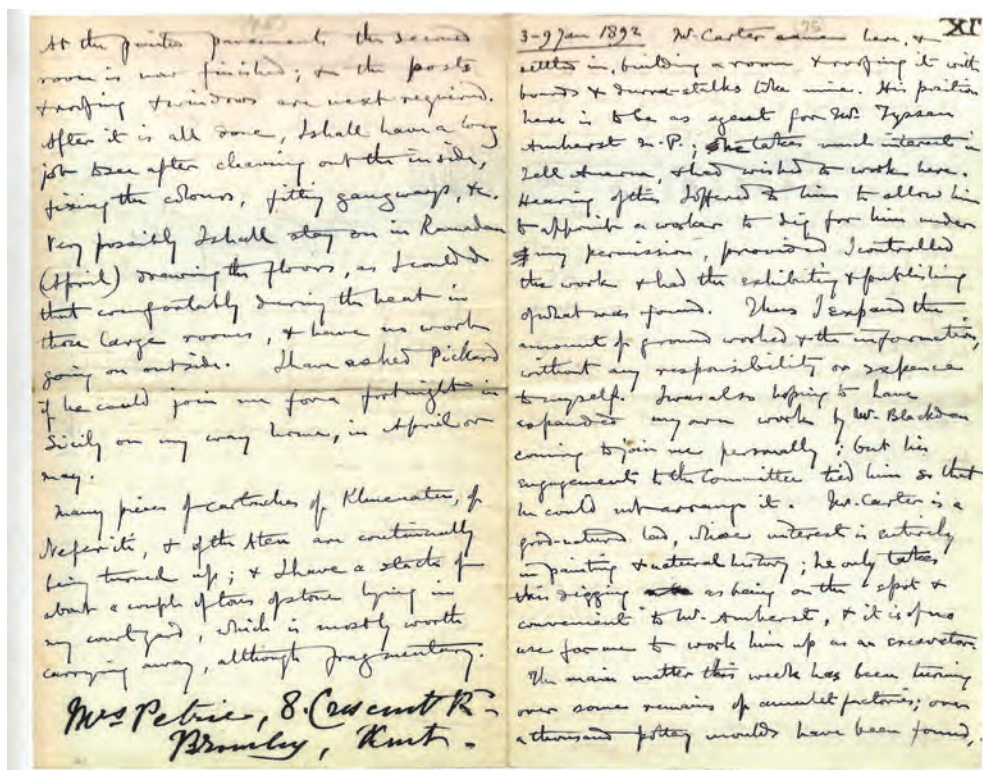 At the painted pavement the second
room is now finished; & the posts
& roofing & windows are next required.
After it is all done, I shall have a long
job to see after cleaning out the inside,
fixing the colours, fitting gangways, &c.
Very possibly I shall stay on in Ramadan
(April) drawing the floors, as I could do
that comfortably during the heat in
those large rooms, & have no work
going on outside. I have asked Pickard
if he could join me for a fortnight in
Sicily on my way home, in April or
may.
Many pieces of cartouches of Khuenaten, of
Nefertiti, & of the Aten are continually
being turned up; & I have a stack of
about a couple of tons of stone lying in
my courtyard, which is mostly worth
carrying away, although fragmentary.
Mrs Petrie, 8. Crescent Rd
Bromley, Kent.
XI
75
3-9 Jan 1892 Mr. Carter came here, &
settled in, building a room & roofing it with
boards & durra-stalks like mine. His position
here is to be as agent for Mr. Tyssen
Amherst M.P.; he takes much interest in
Tell Amarna, & had wished to work here.
Hearing of this I offered to him to allow him
to appoint a worker to dig for him under
my permission, provided I controlled
the work & had the exhibiting & publishing
of what was found. Thus I expand the
amount of ground worked & the information,
without any responsibility or expence
to myself. I was also hoping to have
expanded my own work by Mr. Blackden
coming to join me personally; but his
engagements to the Committee tied him so that
he could not arrange it. Mr. Carter is a
good-natured lad, whose interest is entirely
in painting & natural history; he only takes
this digging as being on the spot &
convenient to Mr. Amherst, & it is of no
use for me to work him up as an excavator.
The main matter this week has been turning
over some remains of amulet factories; over
a thousand pottery moulds have been found,